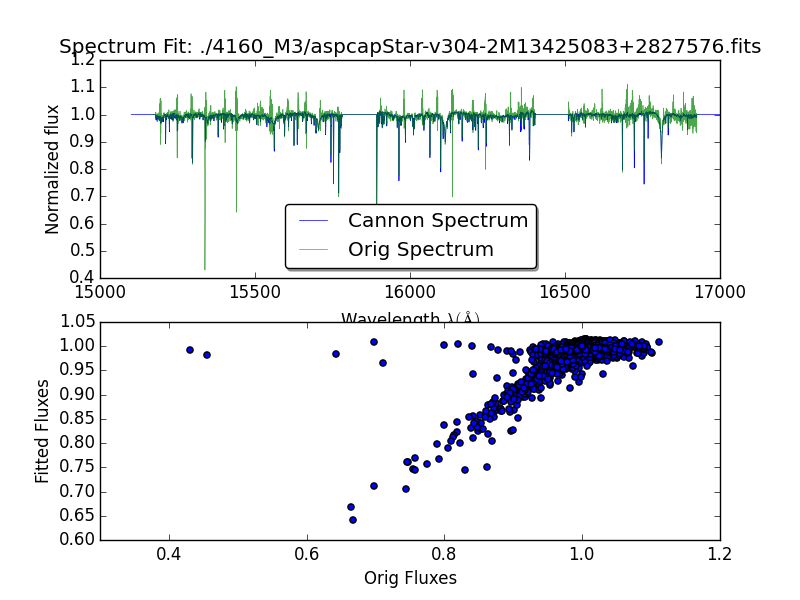 Spectrum Fit: ./4160_M3/aspcapStar-v304-2M13425083+2827576.fits
1.2
1.1
1.0
0.9
0.8
0.7
0.6
0.5
0.4
Normalized flux
Cannon Spectrum
Orig Spectrum
15000 15500 16000 16500 17000
Wavelength λ(Å)
1.05
1.00
0.95
0.90
0.85
0.80
0.75
0.70
0.65
0.60
Fitted Fluxes
0.4 0.6 0.8 1.0 1.2
Orig Fluxes